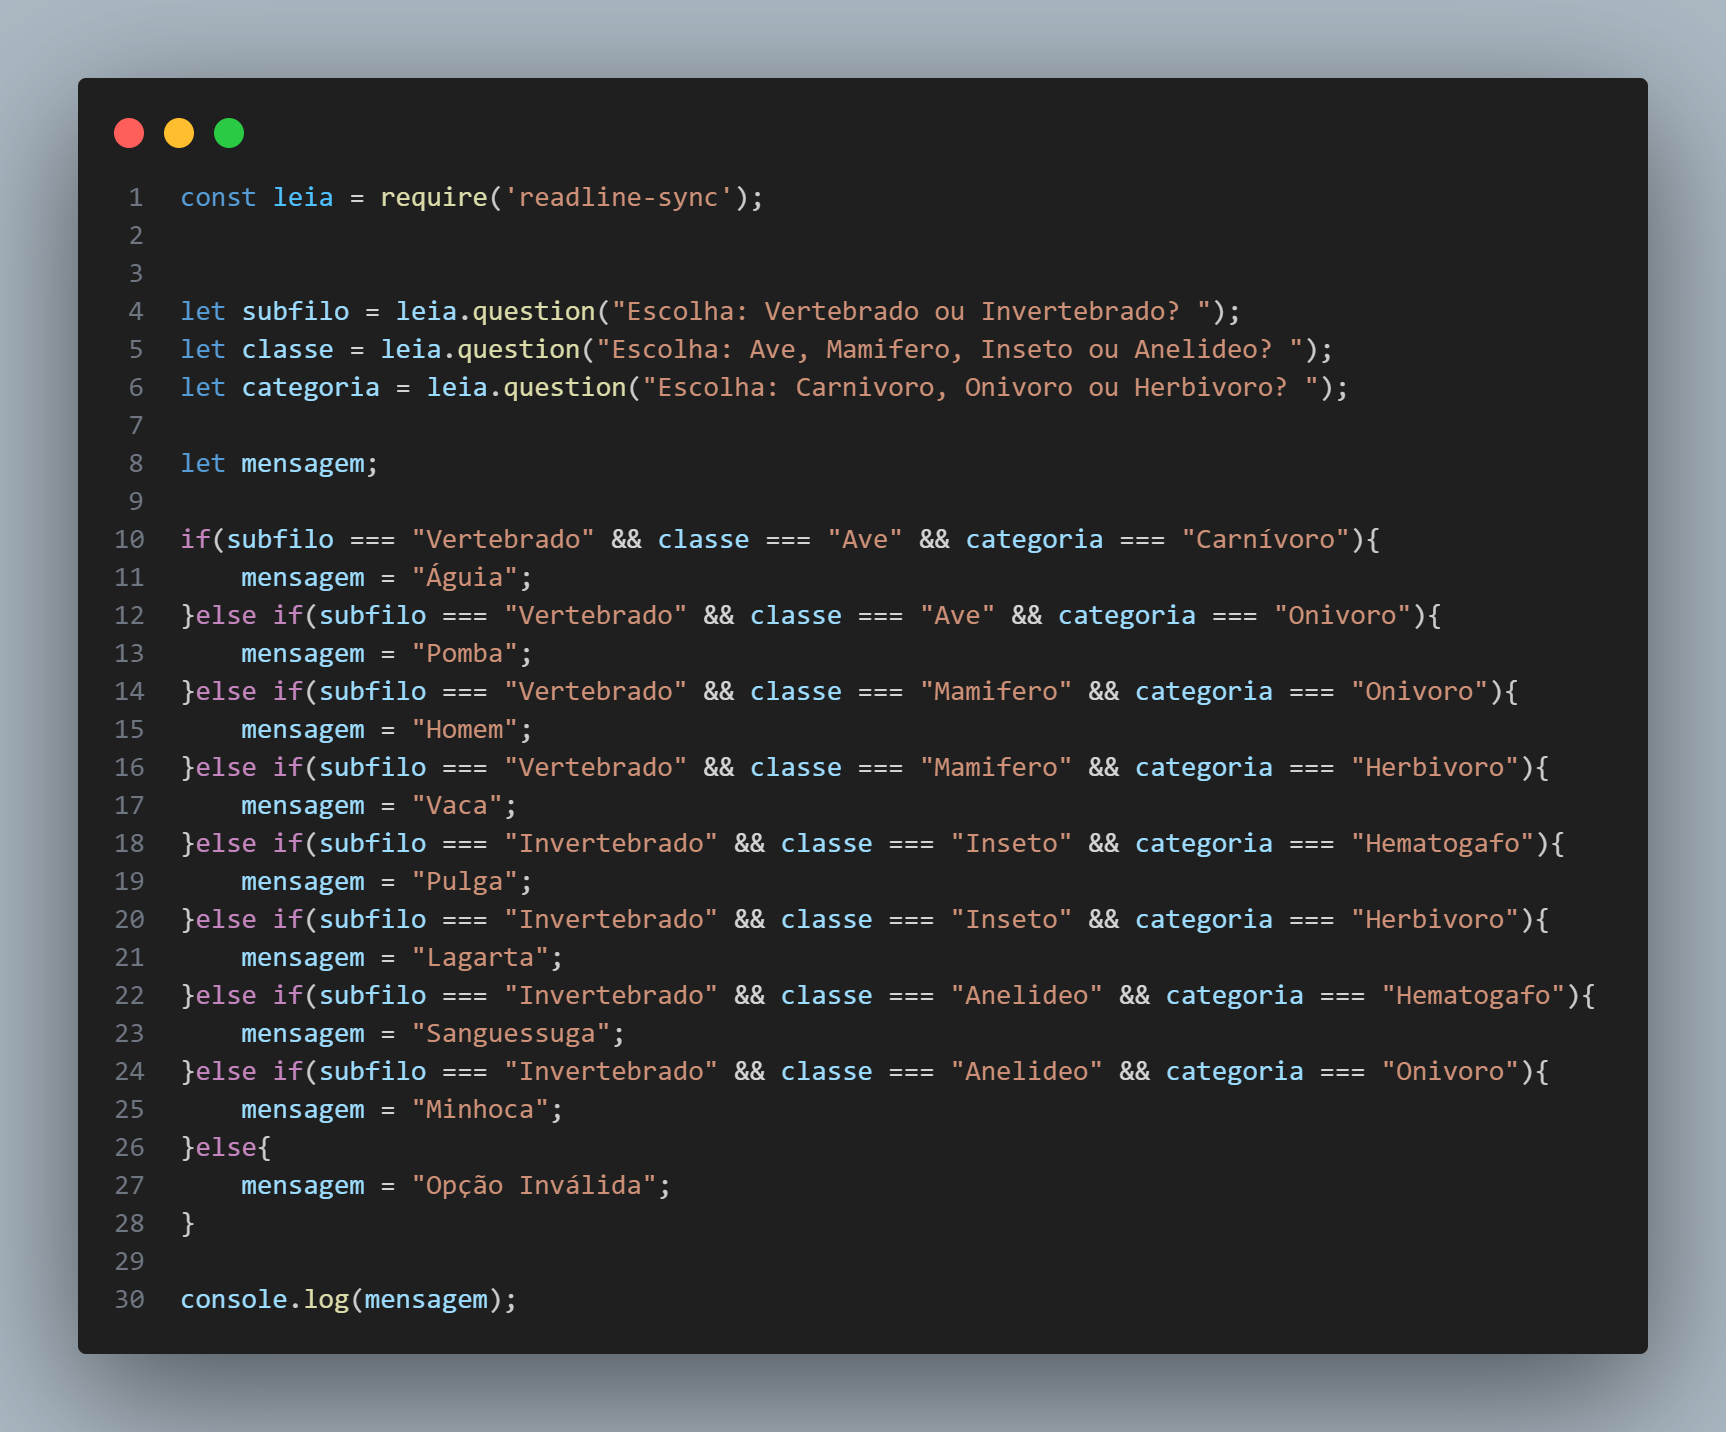 1 const leia = require('readline-sync');
2
3
4 let subfilo = leia.question("Escolha: Vertebrado ou Invertebrado? ");
5 let classe = leia.question("Escolha: Ave, Mamifero, Inseto ou Anelideo? ");
6 let categoria = leia.question("Escolha: Carnivoro, Onivoro ou Herbivoro? ");
7
8 let mensagem;
9
10 if(subfilo === "Vertebrado" && classe === "Ave" && categoria === "Carnívoro"){
11     mensagem = "Águia";
12 }else if(subfilo === "Vertebrado" && classe === "Ave" && categoria === "Onivoro"){
13     mensagem = "Pomba";
14 }else if(subfilo === "Vertebrado" && classe === "Mamifero" && categoria === "Onivoro"){
15     mensagem = "Homem";
16 }else if(subfilo === "Vertebrado" && classe === "Mamifero" && categoria === "Herbivoro"){
17     mensagem = "Vaca";
18 }else if(subfilo === "Invertebrado" && classe === "Inseto" && categoria === "Hematogafo"){
19     mensagem = "Pulga";
20 }else if(subfilo === "Invertebrado" && classe === "Inseto" && categoria === "Herbivoro"){
21     mensagem = "Lagarta";
22 }else if(subfilo === "Invertebrado" && classe === "Anelideo" && categoria === "Hematogafo"){
23     mensagem = "Sanguessuga";
24 }else if(subfilo === "Invertebrado" && classe === "Anelideo" && categoria === "Onivoro"){
25     mensagem = "Minhoca";
26 }else{
27     mensagem = "Opção Inválida";
28 }
29
30 console.log(mensagem);